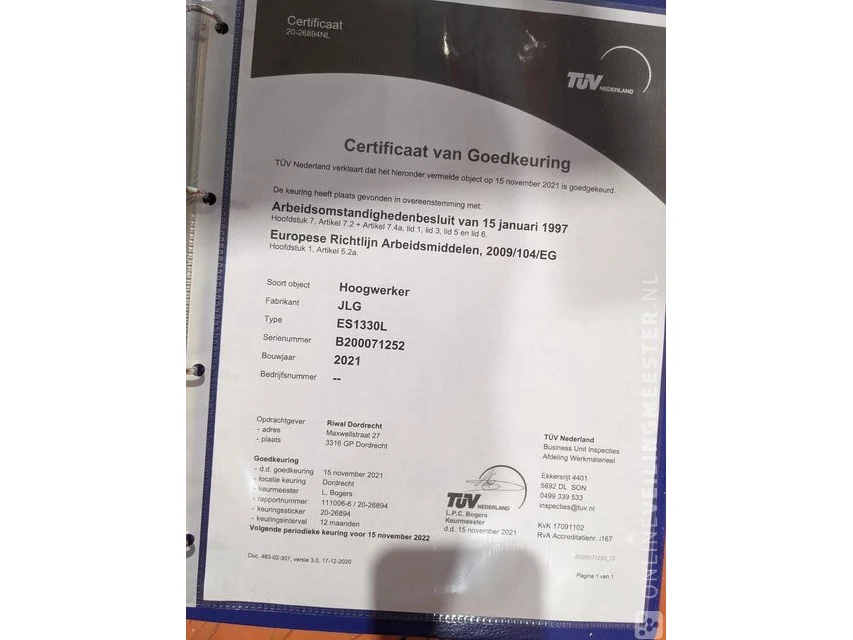 Certificaat
20-26894NL
TÜV NEDERLAND
Certificaat van Goedkeuring
TÜV Nederland verklaart dat het hieronder vermelde object op 15 november 2021 is goedgekeurd.
De keuring heeft plaats gevonden in overeenstemming met:
Arbeidsomstandighedenbesluit van 15 januari 1997
Hoofdstuk 7, Artikel 7.2 + Artikel 7.4a, lid 1, lid 3, lid 5 en lid 6.
Europese Richtlijn Arbeidsmiddelen, 2009/104/EG
Hoofdstuk 1, Artikel 5.2a.
Soort object Hoogwerker
Fabrikant JLG
Type ES1330L
Serienummer B200071252
Bouwjaar 2021
Bedrijfsnummer --
Opdrachtgever Riwal Dordrecht
- adres Maxwellstraat 27
- plaats 3316 GP Dordrecht
Goedkeuring
- d.d. goedkeuring 15 november 2021
- locatie keuring Dordrecht
- keurmeester L. Bogers
- rapportnummer 111006-6 / 20-26894
- keuringssticker 20-26894
- keuringsinterval 12 maanden
Volgende periodieke keuring voor 15 november 2022
TÜV NEDERLAND
L.P.C. Bogers
Keurmeester
d.d. 15 november 2021
TÜV Nederland
Business Unit Inspecties
Afdeling Werkmaterieel
Ekkersrijt 4401
5692 DL SON
0499 339 533
inspecties@tuv.nl
KvK 17091102
RvA Accreditatienr. I167
Doc. 483-02-307, versie 3.0, 17-12-2020
Pagina 1 van 1
ONLINEVEILINGMEESTER.NL